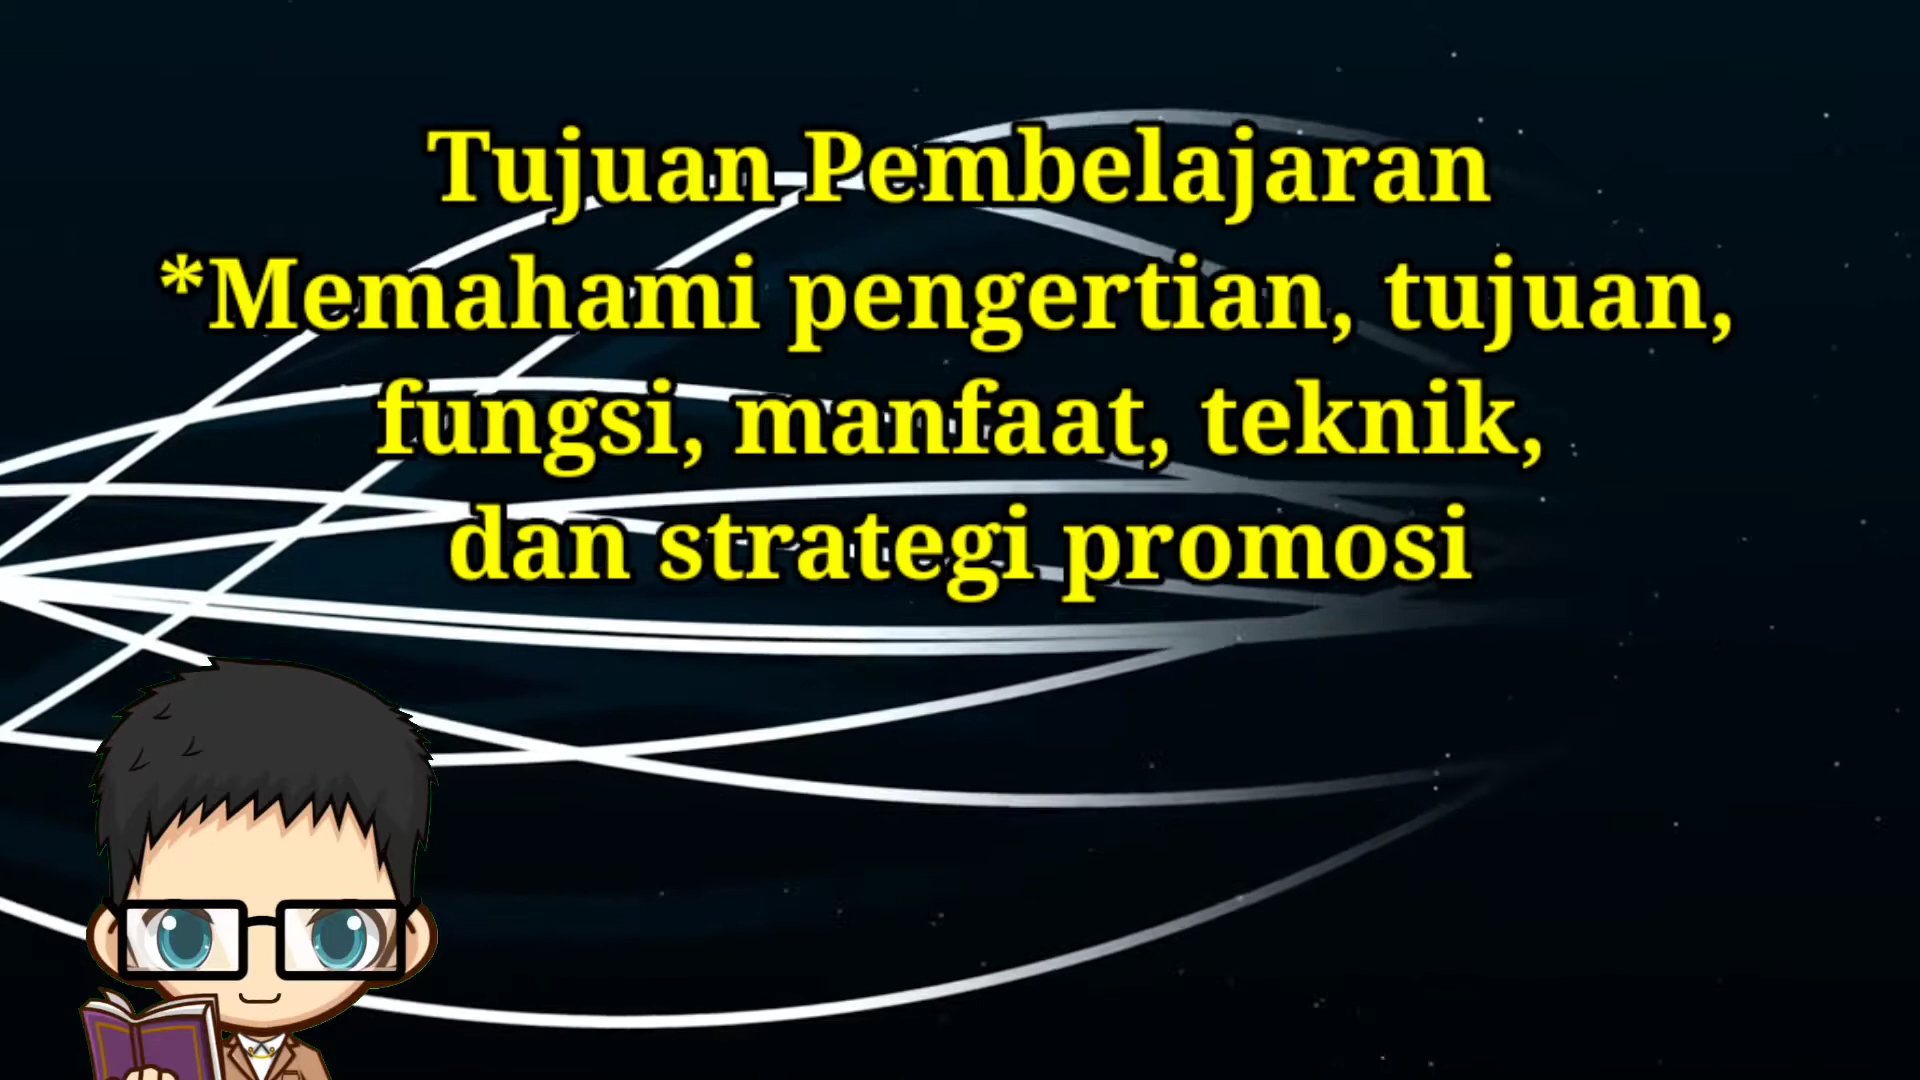 Tujuan Pembelajaran
*Memahami pengertian, tujuan,
fungsi, manfaat, teknik,
dan strategi promosi